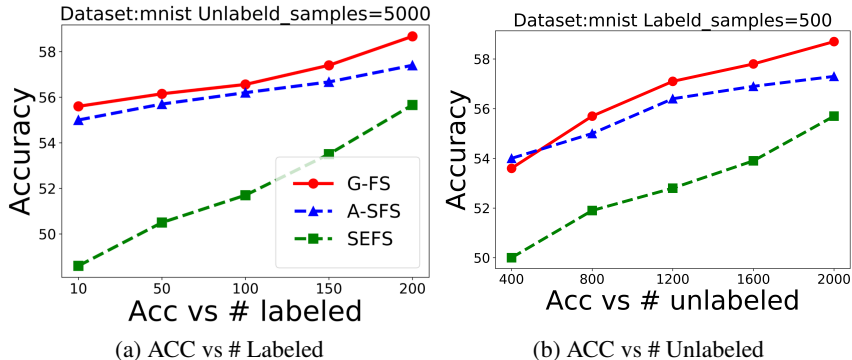 Dataset:mnist Unlabeld_samples=5000
Accuracy
58
56
54
52
50
G-FS
A-SFS
SEFS
10 50 100 150 200
Acc vs # labeled
(a) ACC vs # Labeled
Dataset:mnist Labeld_samples=500
Accuracy
58
56
54
52
50
400 800 1200 1600 2000
Acc vs # unlabeled
(b) ACC vs # Unlabeled